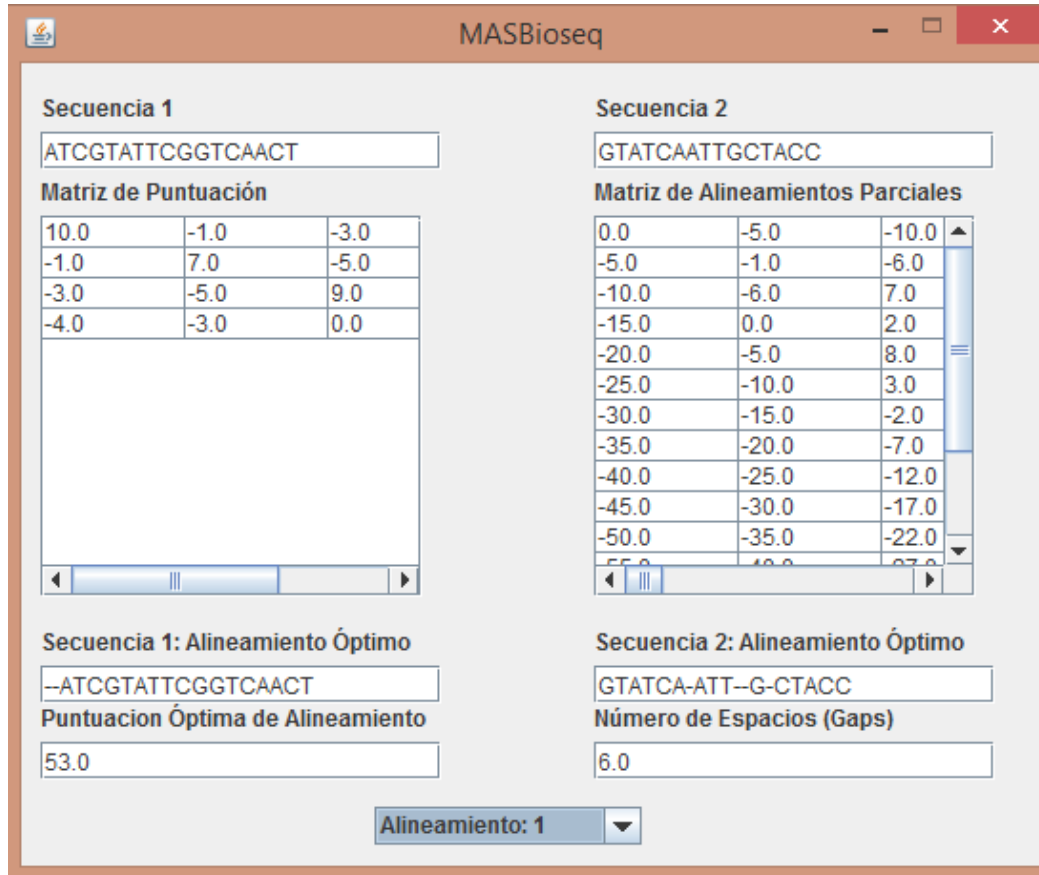 MASBioseq
Secuencia 1
ATCGTATTCGGTCAACT
Matriz de Puntuación
10.0 -1.0 -3.0
-1.0 7.0 -5.0
-3.0 -5.0 9.0
-4.0 -3.0 0.0
Secuencia 2
GTATCAATTGCTACC
Matriz de Alineamientos Parciales
0.0 -5.0 -10.0
-5.0 -1.0 -6.0
-10.0 -6.0 7.0
-15.0 0.0 2.0
-20.0 -5.0 8.0
-25.0 -10.0 3.0
-30.0 -15.0 -2.0
-35.0 -20.0 -7.0
-40.0 -25.0 -12.0
-45.0 -30.0 -17.0
-50.0 -35.0 -22.0
Secuencia 1: Alineamiento Óptimo
--ATCGTATTCGGTCAACT
Puntuacion Óptima de Alineamiento
53.0
Secuencia 2: Alineamiento Óptimo
GTATCA-ATT--G-CTACC
Número de Espacios (Gaps)
6.0
Alineamiento: 1